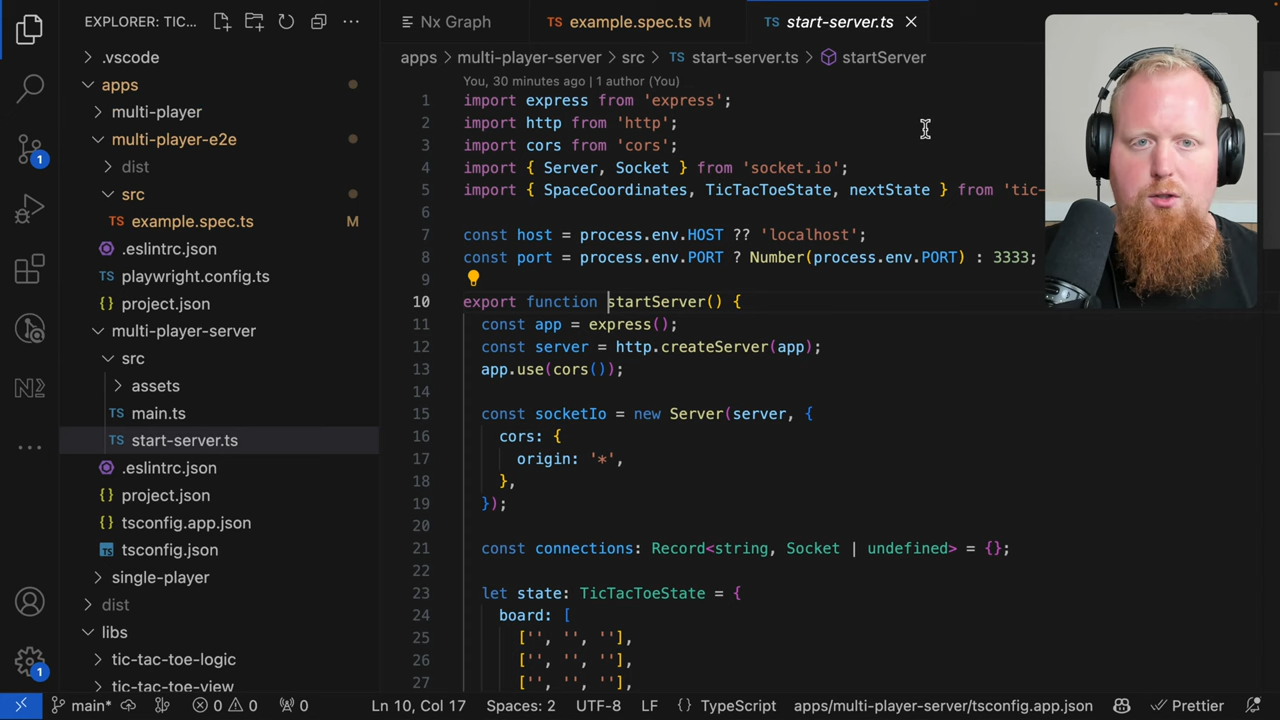 EXPLORER: TIC-...
.vscode
apps
multi-player
multi-player-e2e
dist
src
TS example.spec.ts M
.eslintrc.json
playwright.config.ts
project.json
multi-player-server
src
assets
TS main.ts
TS start-server.ts
.eslintrc.json
project.json
tsconfig.app.json
TS tsconfig.json
single-player
dist
libs
tic-tac-toe-logic
tic-tac-toe-view
1
1
Nx Graph
TS example.spec.ts M
TS start-server.ts
apps > multi-player-server > src > TS start-server.ts > startServer
You, 30 minutes ago | 1 author (You)
1 import express from 'express';
2 import http from 'http';
3 import cors from 'cors';
4 import { Server, Socket } from 'socket.io';
5 import { SpaceCoordinates, TicTacToeState, nextState } from 'tic-
6
7 const host = process.env.HOST ?? 'localhost';
8 const port = process.env.PORT ? Number(process.env.PORT) : 3333;
9
10 export function startServer() {
11 const app = express();
12 const server = http.createServer(app);
13 app.use(cors());
14
15 const socketIo = new Server(server, {
16 cors: {
17 origin: '*',
18 },
19 });
20
21 const connections: Record<string, Socket | undefined> = {};
22
23 let state: TicTacToeState = {
24 board: [
25 ['', '', ''],
26 ['', '', ''],
27 ['', '', ''],
main* 0 0 0 Ln 10, Col 17 Spaces: 2 UTF-8 LF {} TypeScript apps/multi-player-server/tsconfig.app.json Prettier